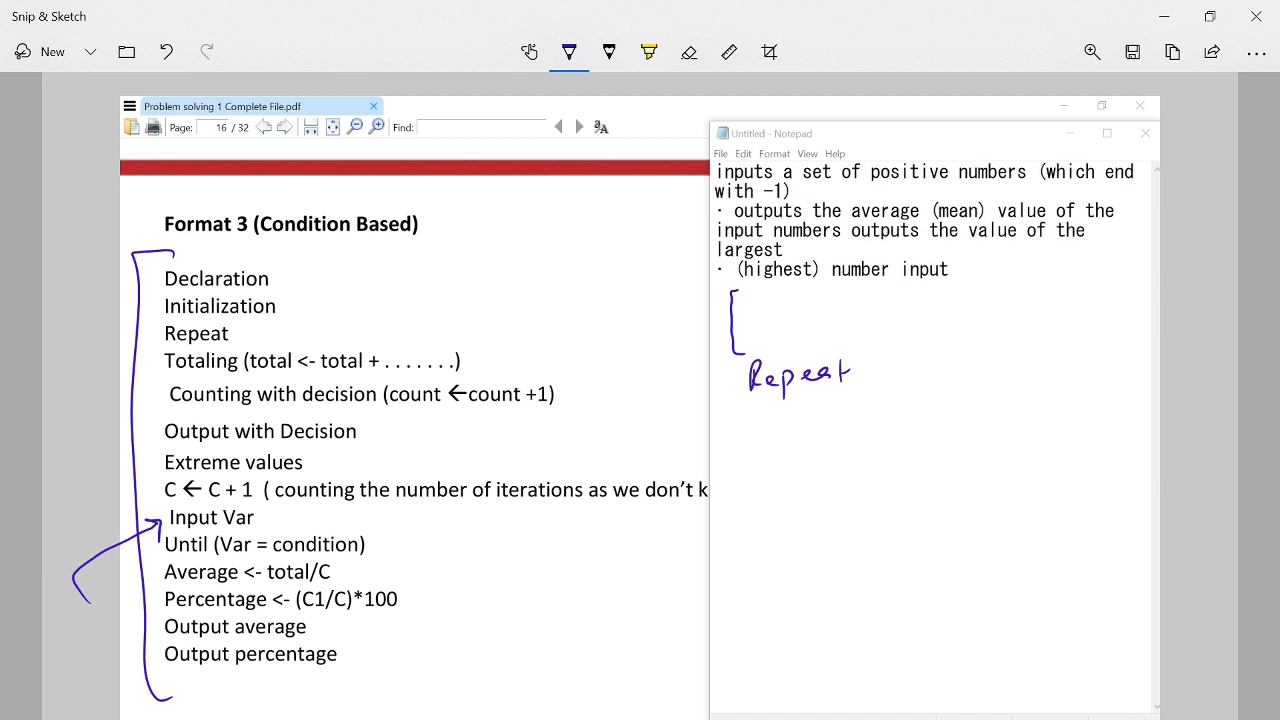 Snip & Sketch
New
Problem solving 1 Complete File.pdf
Page: 16 / 32 Find:
Format 3 (Condition Based)
Declaration
Initialization
Repeat
Totaling (total <- total + . . . . . . .)
Counting with decision (count 🡨count +1)
Output with Decision
Extreme values
C 🡨 C + 1 ( counting the number of iterations as we don’t k
Input Var
Until (Var = condition)
Average <- total/C
Percentage <- (C1/C)*100
Output average
Output percentage
Untitled - Notepad
File Edit Format View Help
inputs a set of positive numbers (which end
with -1)
· outputs the average (mean) value of the
input numbers outputs the value of the
largest
· (highest) number input
Repeat